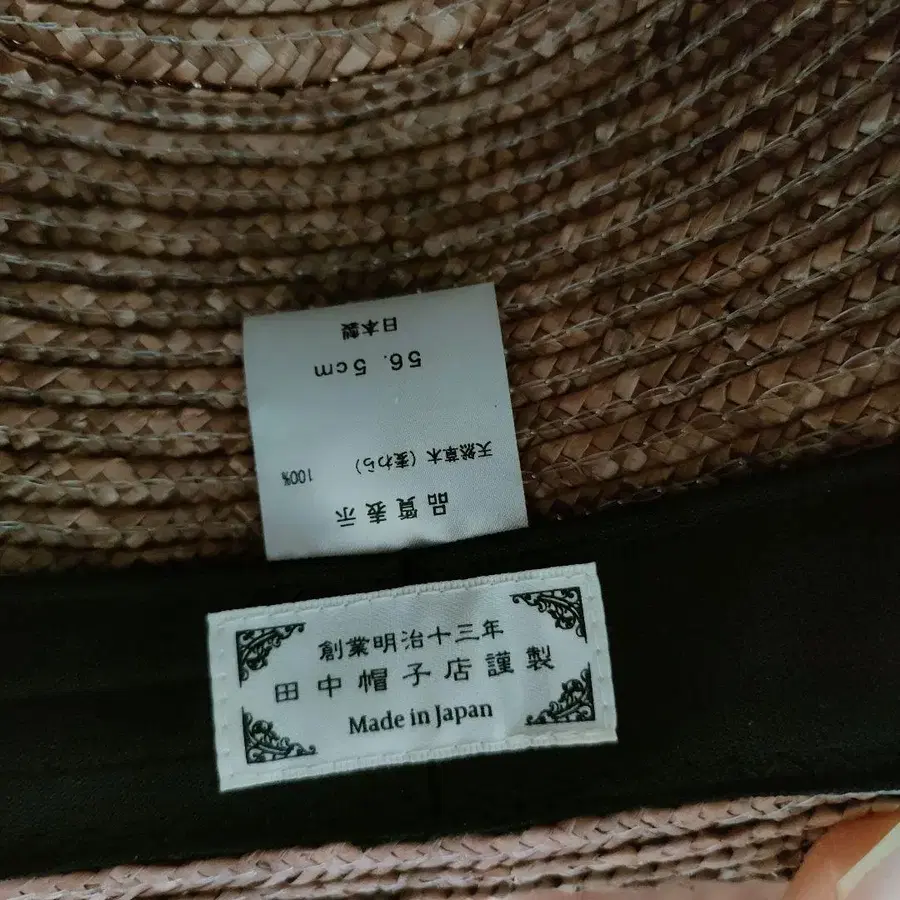 品質表示
天然草木（麦わら） 100%
56.5cm
日本製
創業明治十三年
田中帽子店謹製
Made in Japan